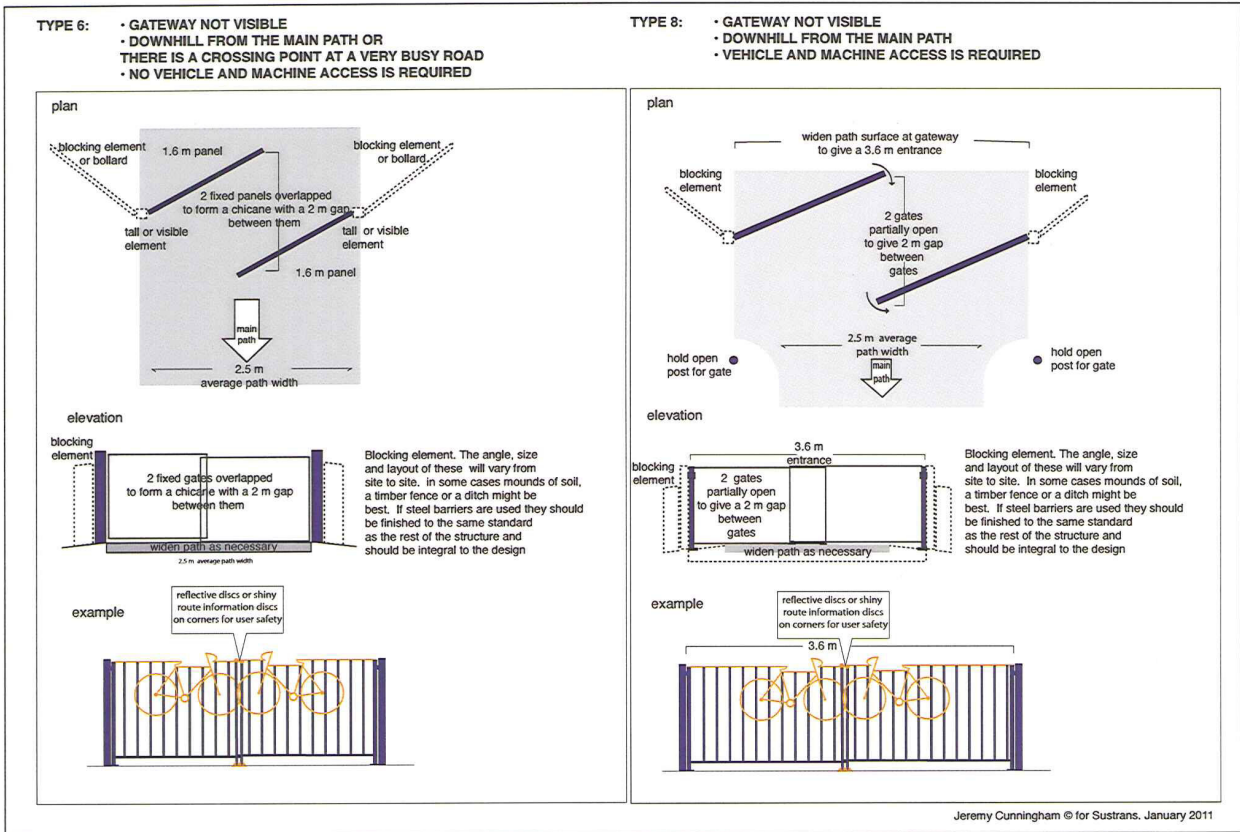 TYPE 6: • GATEWAY NOT VISIBLE
• DOWNHILL FROM THE MAIN PATH OR
THERE IS A CROSSING POINT AT A VERY BUSY ROAD
• NO VEHICLE AND MACHINE ACCESS IS REQUIRED
plan
blocking element
or bollard
1.6 m panel
blocking element
or bollard
2 fixed panels overlapped
to form a chicane with a 2 m gap
between them
tall or visible
element
tall or visible
element
1.6 m panel
main
path
2.5 m
average path width
elevation
blocking
element
2 fixed gates overlapped
to form a chicane with a 2 m gap
between them
widen path as necessary
2.5 m average path width
Blocking element. The angle, size
and layout of these will vary from
site to site. in some cases mounds of soil,
a timber fence or a ditch might be
best. If steel barriers are used they should
be finished to the same standard
as the rest of the structure and
should be integral to the design
example
reflective discs or shiny
route information discs
on corners for user safety
TYPE 8: • GATEWAY NOT VISIBLE
• DOWNHILL FROM THE MAIN PATH
• VEHICLE AND MACHINE ACCESS IS REQUIRED
plan
widen path surface at gateway
to give a 3.6 m entrance
blocking
element
blocking
element
2 gates
partially open
to give 2 m gap
between
gates
2.5 m average
path width
hold open
post for gate
main
path
hold open
post for gate
elevation
3.6 m
entrance
blocking
element
2 gates
partially open
to give a 2 m gap
between
gates
widen path as necessary
Blocking element. The angle, size
and layout of these will vary from
site to site. In some cases mounds of soil,
a timber fence or a ditch might be
best. If steel barriers are used they should
be finished to the same standard
as the rest of the structure and
should be integral to the design
example
reflective discs or shiny
route information discs
on corners for user safety
3.6 m
Jeremy Cunningham © for Sustrans. January 2011